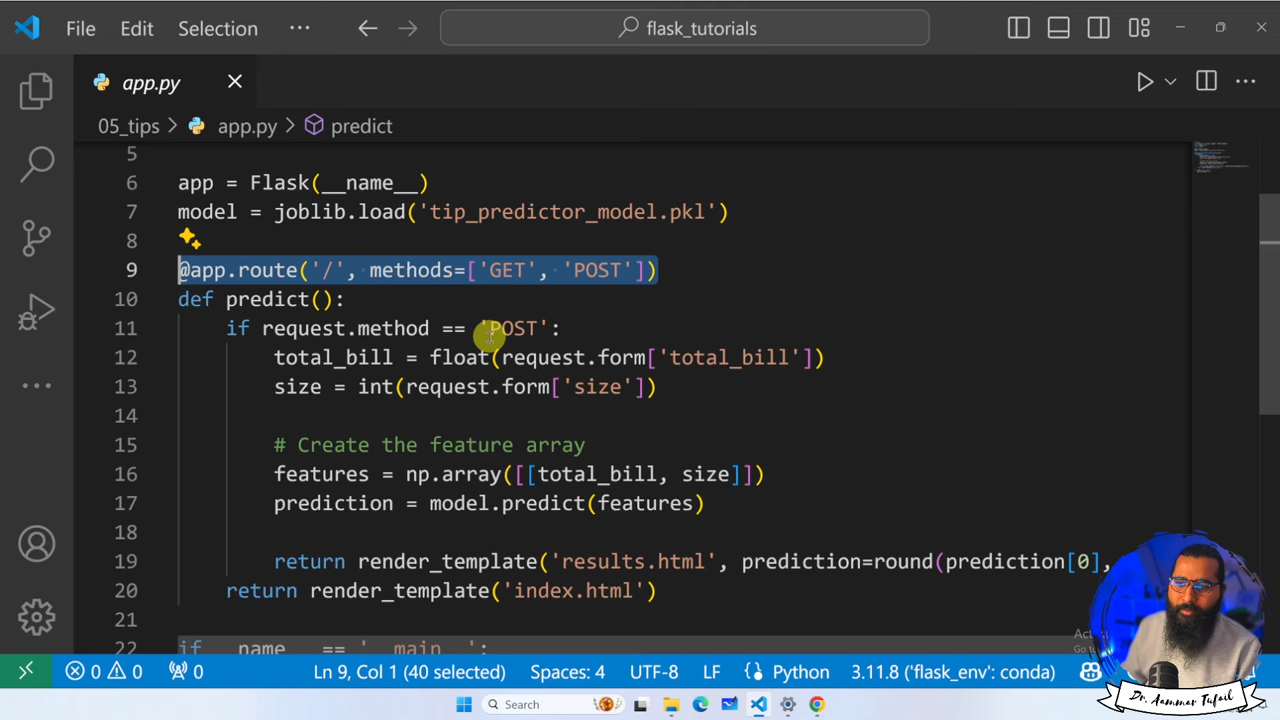 File Edit Selection ··· flask_tutorials
app.py
05_tips > app.py > predict
5
6 app = Flask(__name__)
7 model = joblib.load('tip_predictor_model.pkl')
8
9 @app.route('/', methods=['GET', 'POST'])
10 def predict():
11 if request.method == 'POST':
12 total_bill = float(request.form['total_bill'])
13 size = int(request.form['size'])
14
15 # Create the feature array
16 features = np.array([[total_bill, size]])
17 prediction = model.predict(features)
18
19 return render_template('results.html', prediction=round(prediction[0],
20 return render_template('index.html')
21
22 if __name__ == '__main__':
0 0 0 Ln 9, Col 1 (40 selected) Spaces: 4 UTF-8 LF Python 3.11.8 ('flask_env': conda)
Search
Dr. Aammar Tufail